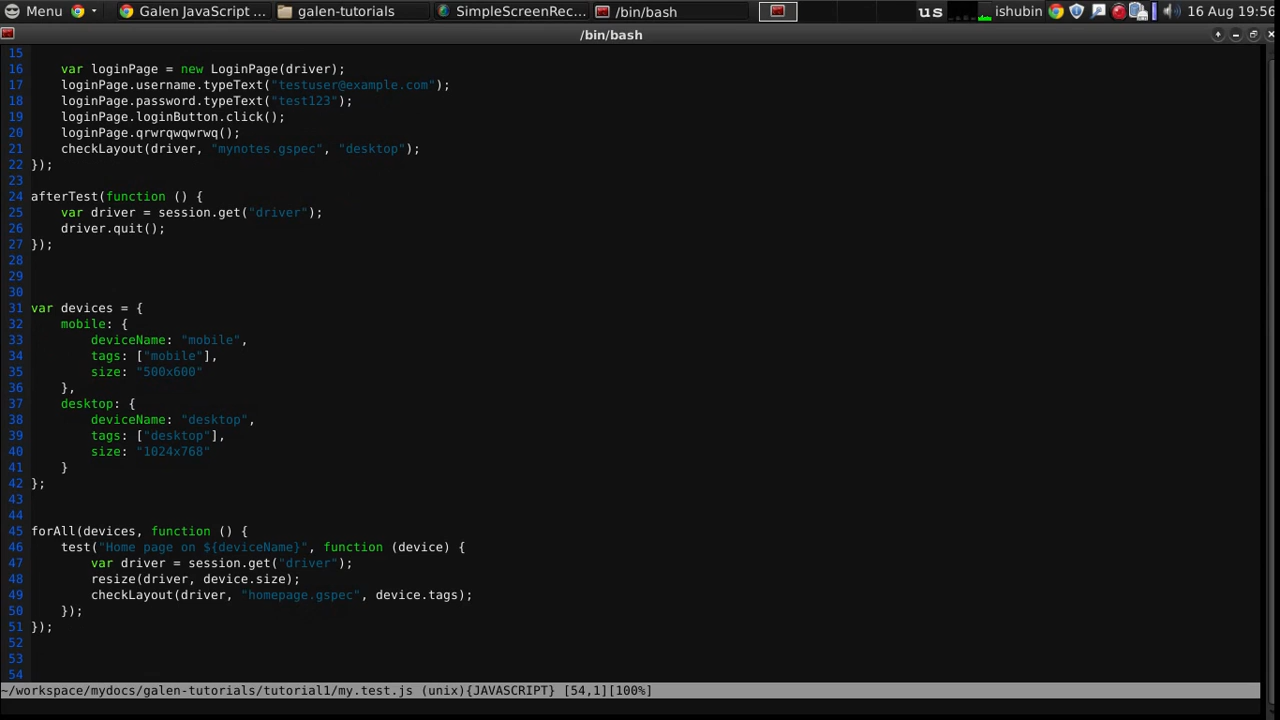 Menu Galen JavaScript ... galen-tutorials SimpleScreenRec... /bin/bash us ishubin 16 Aug 19:56
/bin/bash
15
16 var loginPage = new LoginPage(driver);
17 loginPage.username.typeText("testuser@example.com");
18 loginPage.password.typeText("test123");
19 loginPage.loginButton.click();
20 loginPage.qrwrqwqwrwq();
21 checkLayout(driver, "mynotes.gspec", "desktop");
22 });
23
24 afterTest(function () {
25 var driver = session.get("driver");
26 driver.quit();
27 });
28
29
30
31 var devices = {
32 mobile: {
33 deviceName: "mobile",
34 tags: ["mobile"],
35 size: "500x600"
36 },
37 desktop: {
38 deviceName: "desktop",
39 tags: ["desktop"],
40 size: "1024x768"
41 }
42 };
43
44
45 forAll(devices, function () {
46 test("Home page on ${deviceName}", function (device) {
47 var driver = session.get("driver");
48 resize(driver, device.size);
49 checkLayout(driver, "homepage.gspec", device.tags);
50 });
51 });
52
53
54
~/workspace/mydocs/galen-tutorials/tutorial1/my.test.js (unix){JAVASCRIPT} [54,1][100%]